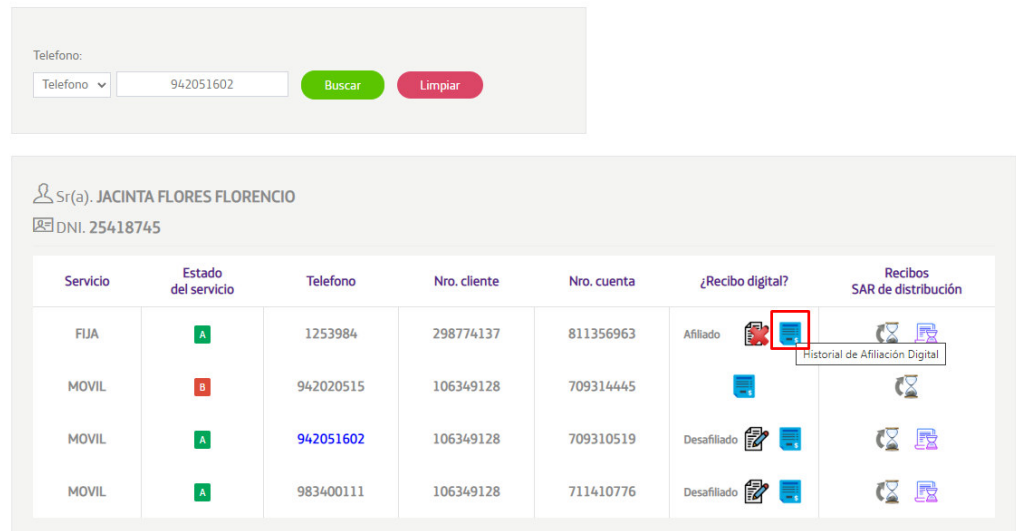 Telefono:
Telefono 942051602 Buscar Limpiar
Sr(a). JACINTA FLORES FLORENCIO
DNI. 25418745
Servicio Estado del servicio Telefono Nro. cliente Nro. cuenta ¿Recibo digital? Recibos SAR de distribución
FIJA A 1253984 298774137 811356963 Afiliado
Historial de Afiliación Digital
MOVIL B 942020515 106349128 709314445
MOVIL A 942051602 106349128 709310519 Desafiliado
MOVIL A 983400111 106349128 711410776 Desafiliado